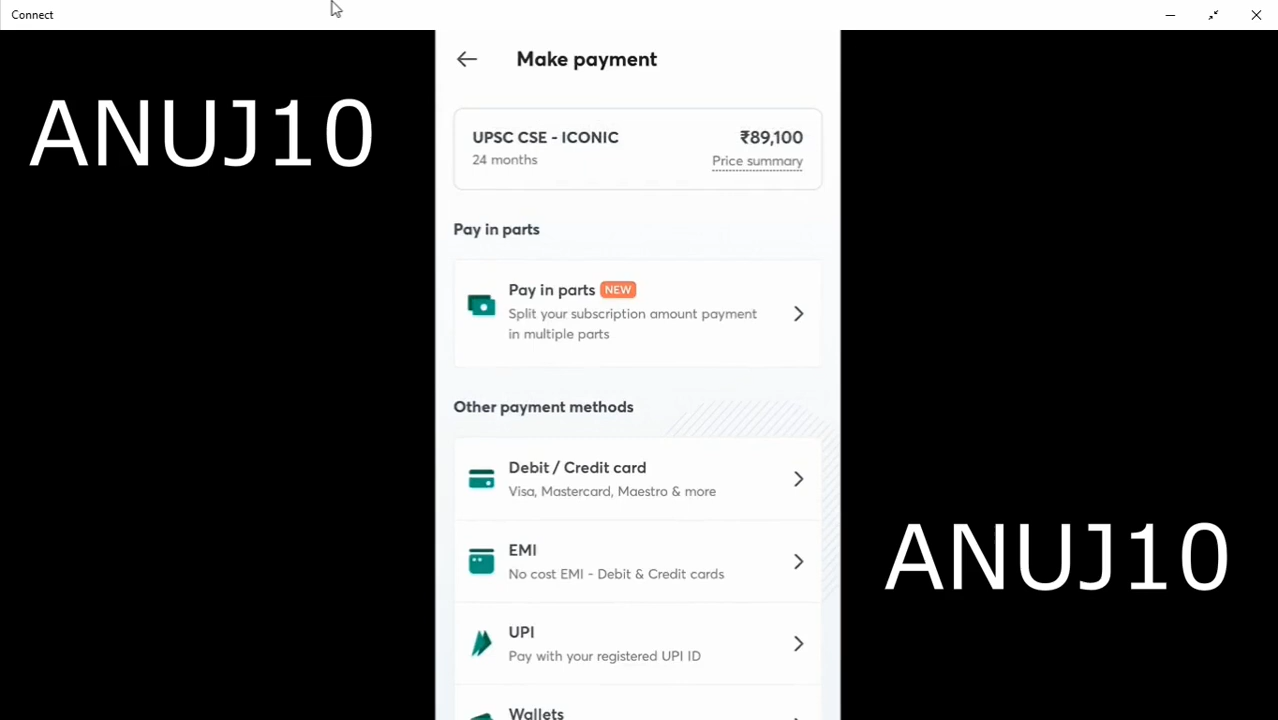 Connect
ANUJ10
Make payment
UPSC CSE - ICONIC ₹89,100
24 months Price summary
Pay in parts
Pay in parts NEW
Split your subscription amount payment
in multiple parts
Other payment methods
Debit / Credit card
Visa, Mastercard, Maestro & more
EMI
No cost EMI - Debit & Credit cards
ANUJ10
UPI
Pay with your registered UPI ID
Wallets